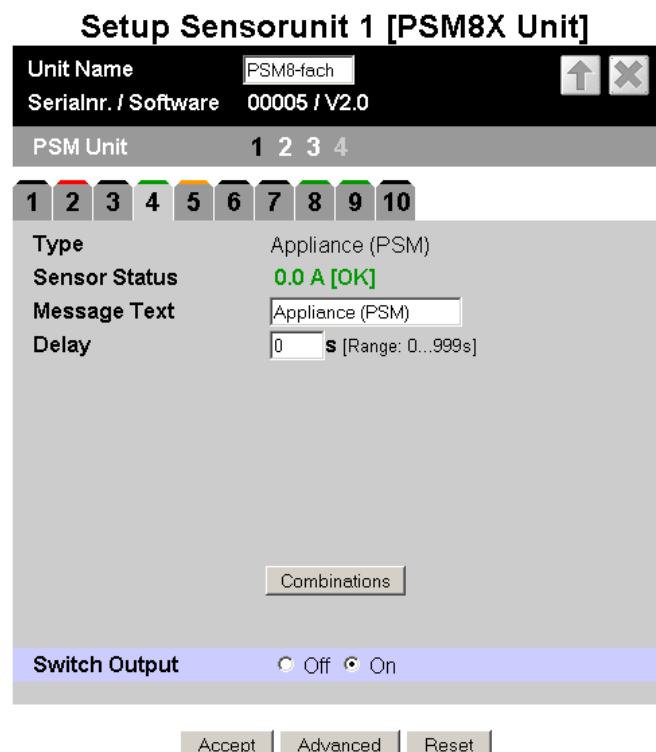 Setup Sensorunit 1 [PSM8X Unit]
Unit Name PSM8-fach
Serialnr. / Software 00005 / V2.0
PSM Unit 1 2 3 4
1 2 3 4 5 6 7 8 9 10
Type Appliance (PSM)
Sensor Status 0.0 A [OK]
Message Text Appliance (PSM)
Delay 0 s [Range: 0...999s]
Combinations
Switch Output Off On
Accept Advanced Reset